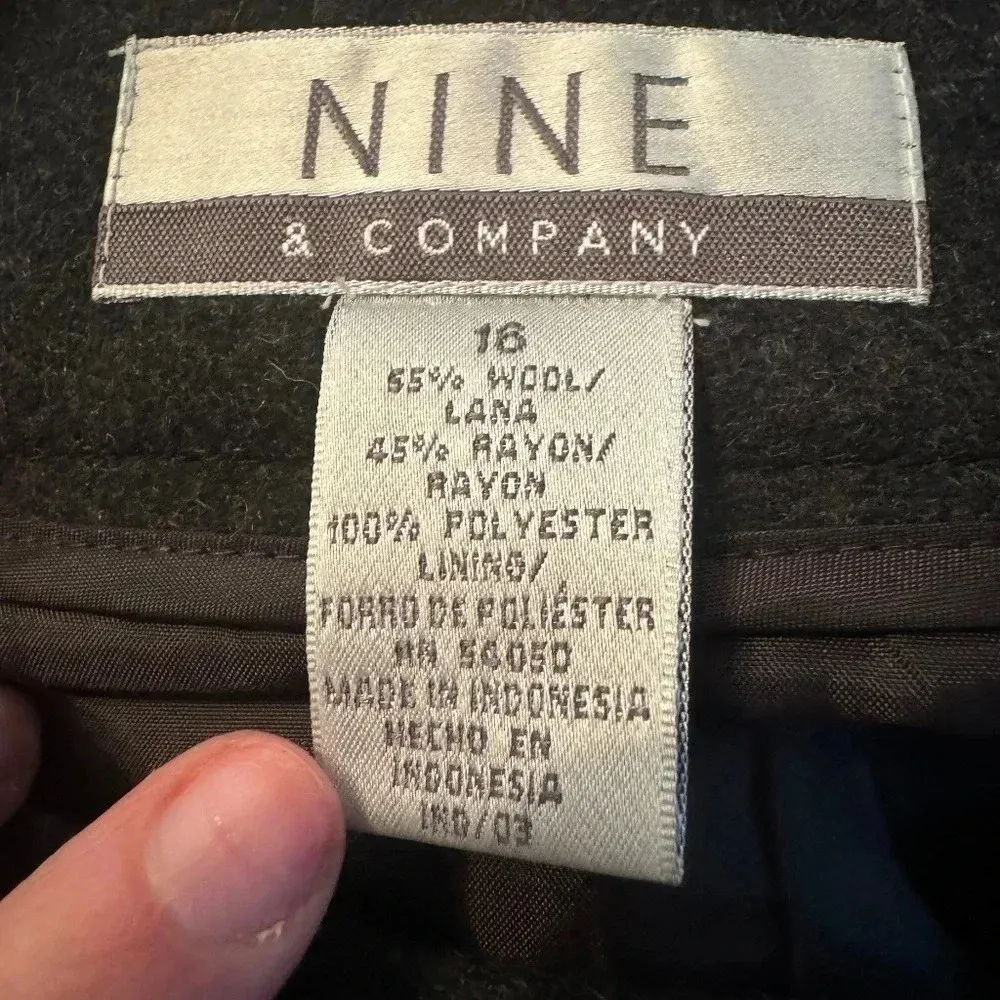 NINE
& COMPANY
16
55% WOOL/
LANA
45% RAYON/
RAYON
100% POLYESTER
LINING/
FORRO DE POLIÉSTER
RN 56050
MADE IN INDONESIA
HECHO EN
INDONESIA
IND/03